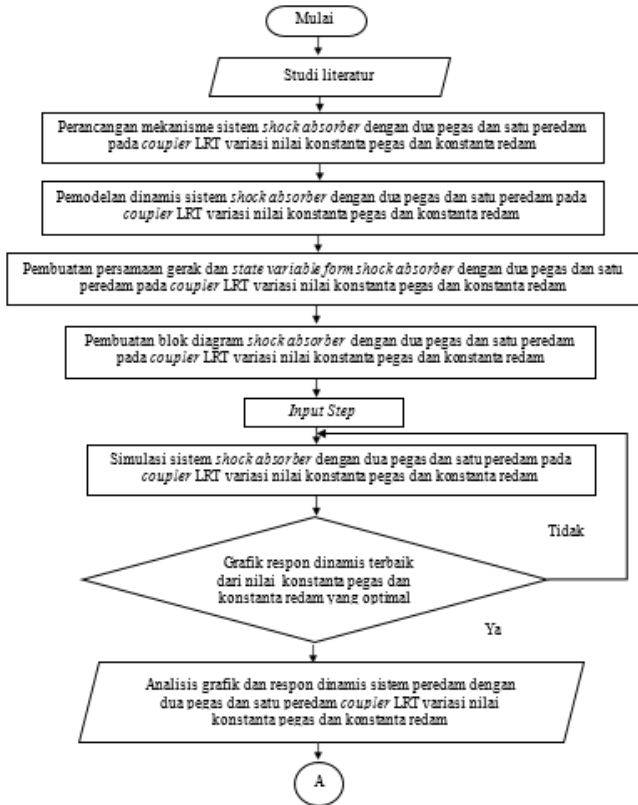 Mulai
Studi literatur
Perancangan mekanisme sistem shock absorber dengan dua pegas dan satu peredam
pada coupler LRT variasi nilai konstanta pegas dan konstanta redam
Pemodelan dinamis sistem shock absorber dengan dua pegas dan satu peredam pada
coupler LRT variasi nilai konstanta pegas dan konstanta redam
Pembuatan persamaan gerak dan state variable form shock absorber dengan dua pegas dan satu
peredam pada coupler LRT variasi nilai konstanta pegas dan konstanta redam
Pembuatan blok diagram shock absorber dengan dua pegas dan satu peredam
pada coupler LRT variasi nilai konstanta pegas dan konstanta redam
Input Step
Simulasi sistem shock absorber dengan dua pegas dan satu peredam pada
coupler LRT variasi nilai konstanta pegas dan konstanta redam
Tidak
Grafik respon dinamis terbaik
dari nilai konstanta pegas dan
konstanta redam yang optimal
Ya
Analisis grafik dan respon dinamis sistem peredam dengan
dua pegas dan satu peredam coupler LRT variasi nilai
konstanta pegas dan konstanta redam
A